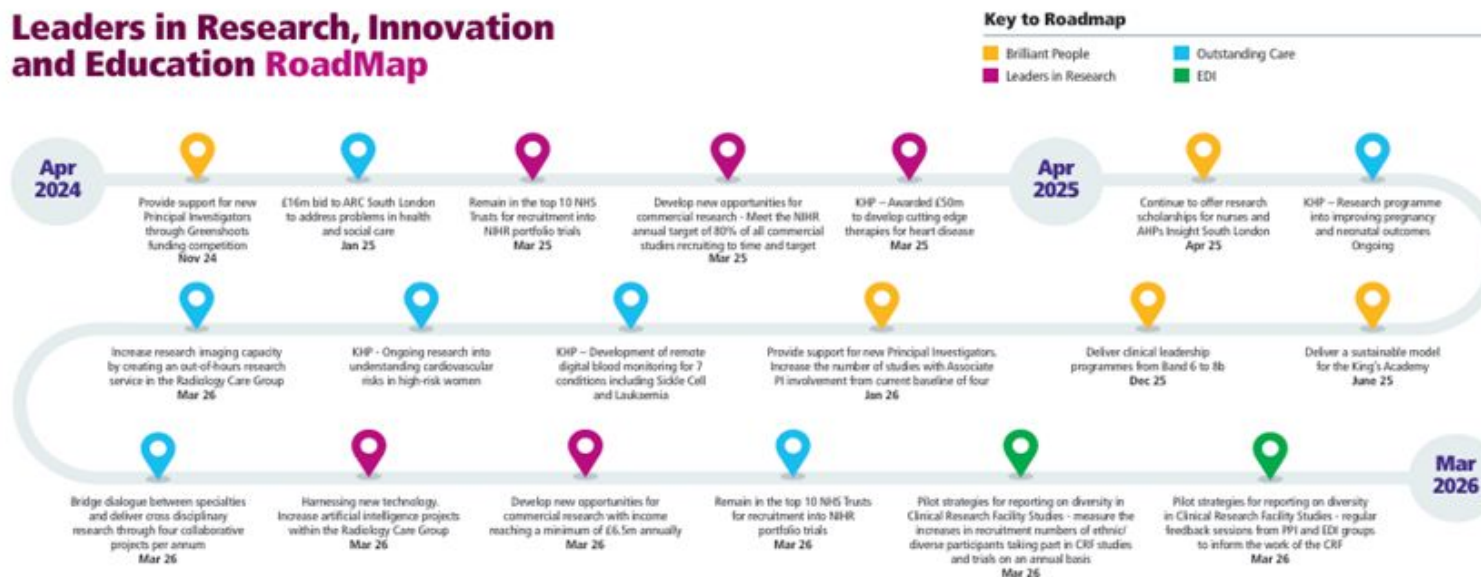 Leaders in Research, Innovation
and Education RoadMap
Key to Roadmap
Brilliant People
Outstanding Care
Leaders in Research
EDI
Apr
2024
Provide support for new
Principal Investigators
through Greenshoots
funding competition
Nov 24
£16m bid to ARC South London
to address problems in health
and social care
Jan 25
Remain in the top 10 NHS
Trusts for recruitment into
NIHR portfolio trials
Mar 25
Develop new opportunities for
commercial research - Meet the NIHR
annual target of 80% of all commercial
studies recruiting to time and target
Mar 25
KHP – Awarded £50m
to develop cutting edge
therapies for heart disease
Mar 25
Apr
2025
Continue to offer research
scholarships for nurses and
AHPs Insight South London
Apr 25
KHP – Research programme
into improving pregnancy
and neonatal outcomes
Ongoing
Increase research imaging capacity
by creating an out-of-hours research
service in the Radiology Care Group
Mar 26
KHP - Ongoing research into
understanding cardiovascular
risks in high-risk women
KHP – Development of remote
digital blood monitoring for 7
conditions including Sickle Cell
and Leukaemia
Provide support for new Principal Investigators.
Increase the number of studies with Associate
PI involvement from current baseline of four
Jan 26
Deliver clinical leadership
programmes from Band 6 to 8b
Dec 25
Deliver a sustainable model
for the King's Academy
June 25
Bridge dialogue between specialties
and deliver cross disciplinary
research through four collaborative
projects per annum
Mar 26
Harnessing new technology.
Increase artificial intelligence projects
within the Radiology Care Group
Mar 26
Develop new opportunities for
commercial research with income
reaching a minimum of £6.5m annually
Mar 26
Remain in the top 10 NHS Trusts
for recruitment into NIHR
portfolio trials
Mar 26
Pilot strategies for reporting on diversity in
Clinical Research Facility Studies - measure the
increases in recruitment numbers of ethnic/
diverse participants taking part in CRF studies
and trials on an annual basis
Mar 26
Pilot strategies for reporting on diversity
in Clinical Research Facility Studies - regular
feedback sessions from PPI and EDI groups
to inform the work of the CRF
Mar 26
Mar
2026